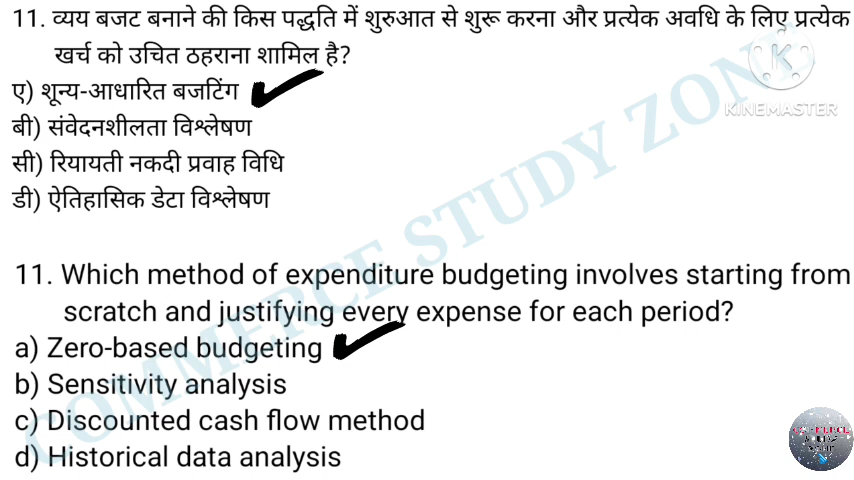 11. व्यय बजट बनाने की किस पद्धति में शुरुआत से शुरू करना और प्रत्येक अवधि के लिए प्रत्येक
खर्च को उचित ठहराना शामिल है?
ए) शून्य-आधारित बजटिंग
बी) संवेदनशीलता विश्लेषण
सी) रियायती नकदी प्रवाह विधि
डी) ऐतिहासिक डेटा विश्लेषण
KINEMASTER
COMMERCE STUDY ZONE
11. Which method of expenditure budgeting involves starting from
scratch and justifying every expense for each period?
a) Zero-based budgeting
b) Sensitivity analysis
c) Discounted cash flow method
d) Historical data analysis